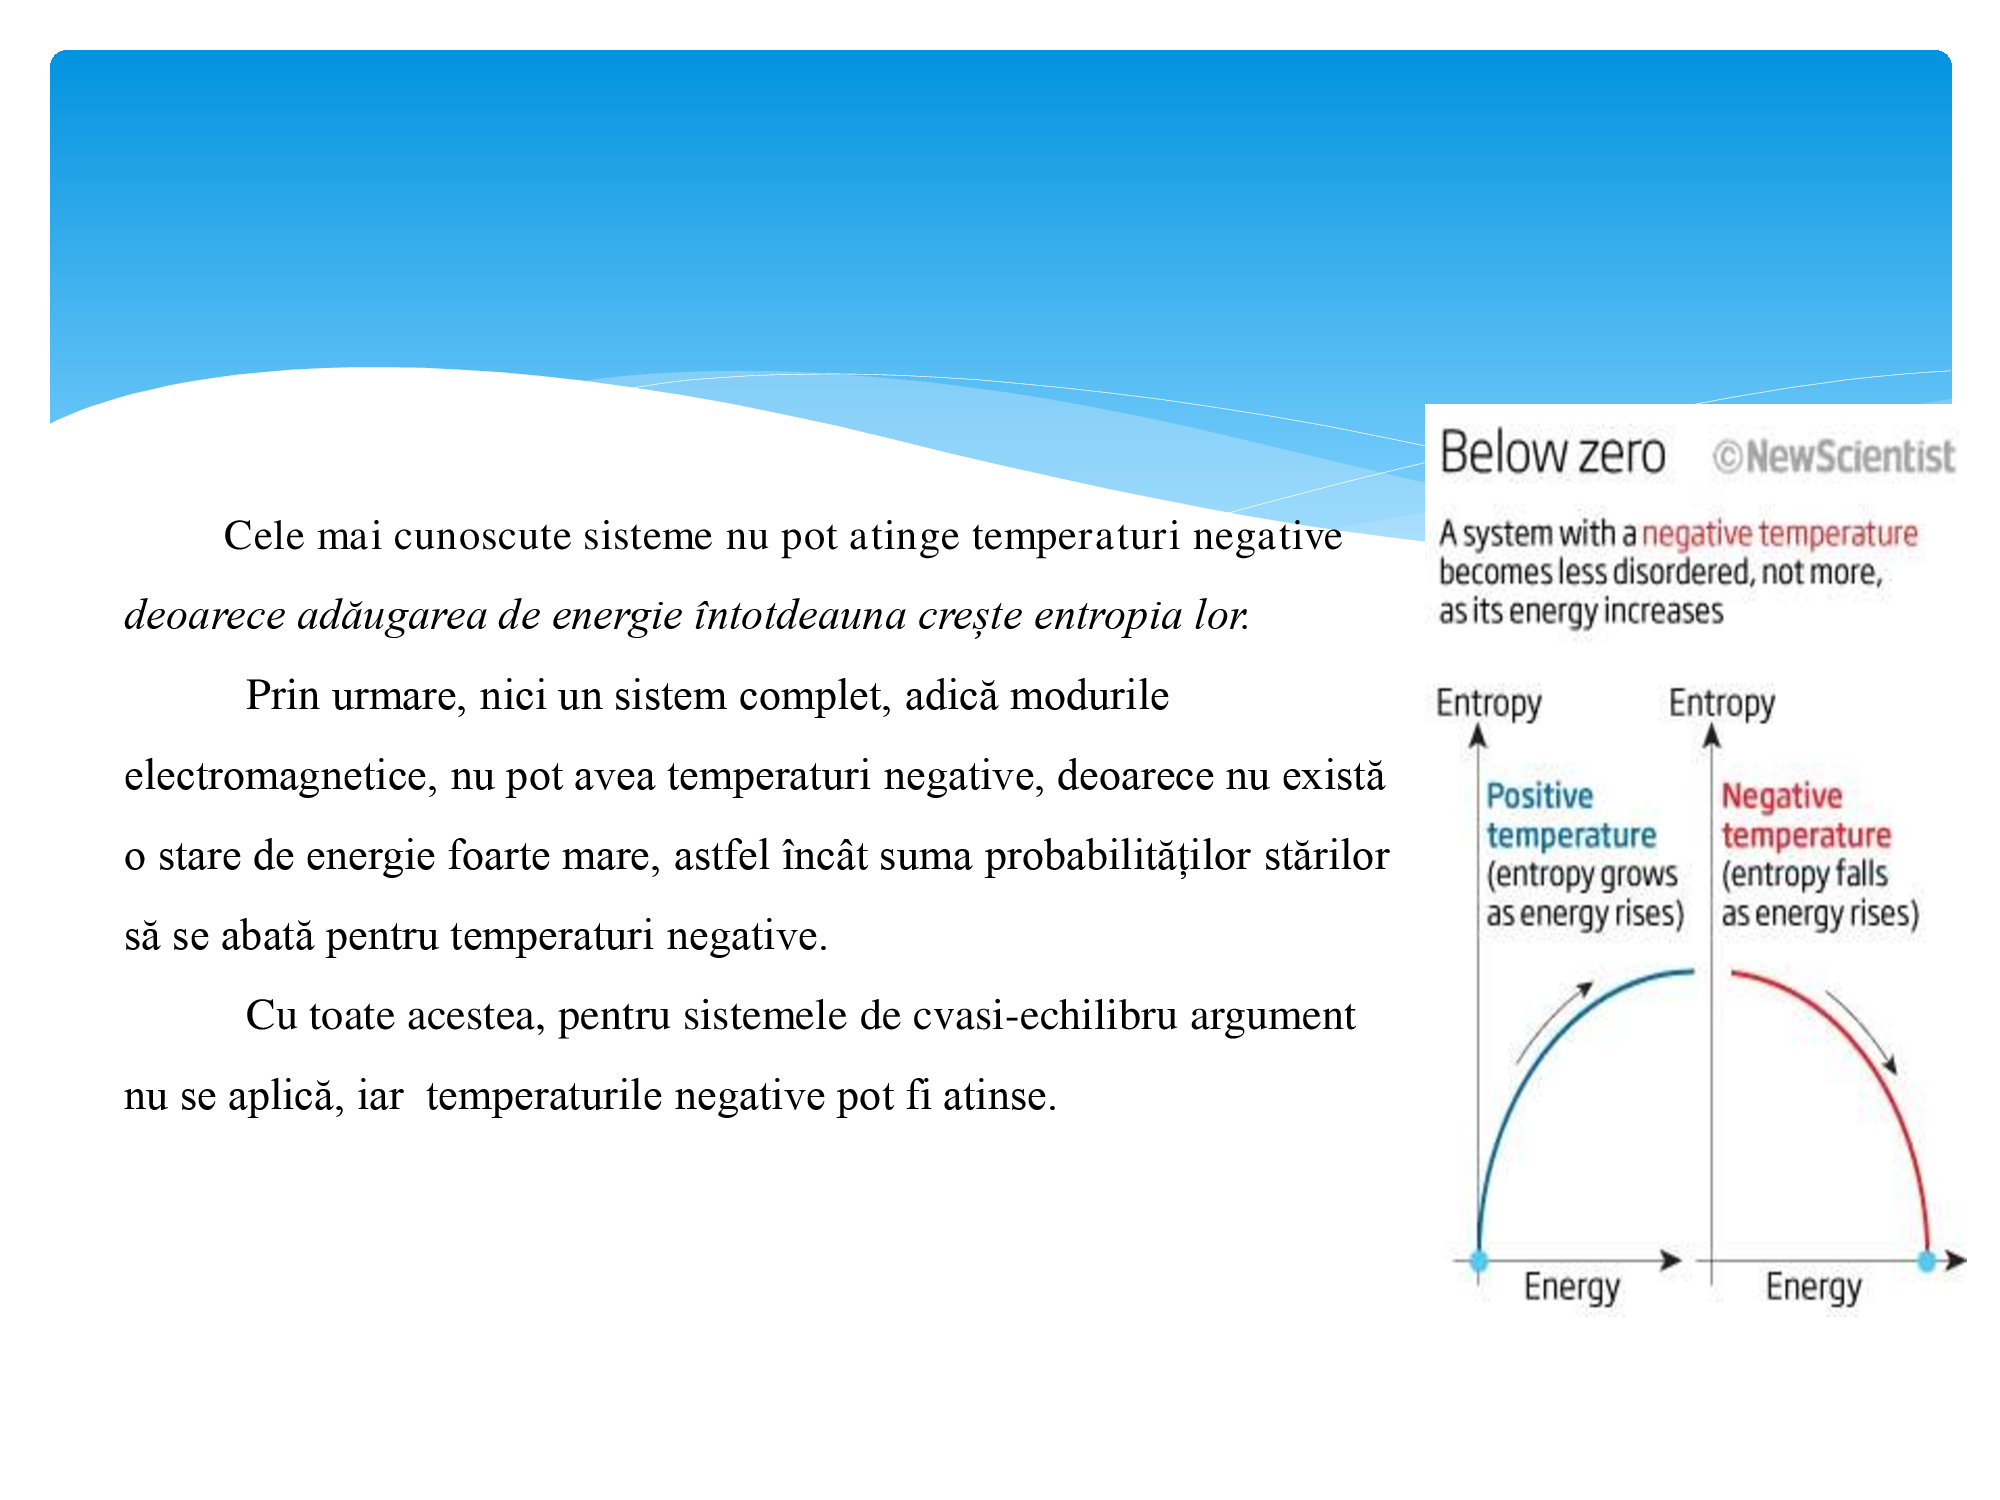 Cele mai cunoscute sisteme nu pot atinge temperaturi negative
deoarece adăugarea de energie întotdeauna crește entropia lor.
Prin urmare, nici un sistem complet, adică modurile
electromagnetice, nu pot avea temperaturi negative, deoarece nu există
o stare de energie foarte mare, astfel încât suma probabilităților stărilor
să se abată pentru temperaturi negative.
Cu toate acestea, pentru sistemele de cvasi-echilibru argument
nu se aplică, iar  temperaturile negative pot fi atinse.
Below zero
©NewScientist
A system with a negative temperature
becomes less disordered, not more,
as its energy increases
Entropy
Positive
temperature
(entropy grows
as energy rises)
Energy
Entropy
Negative
temperature
(entropy falls
as energy rises)
Energy